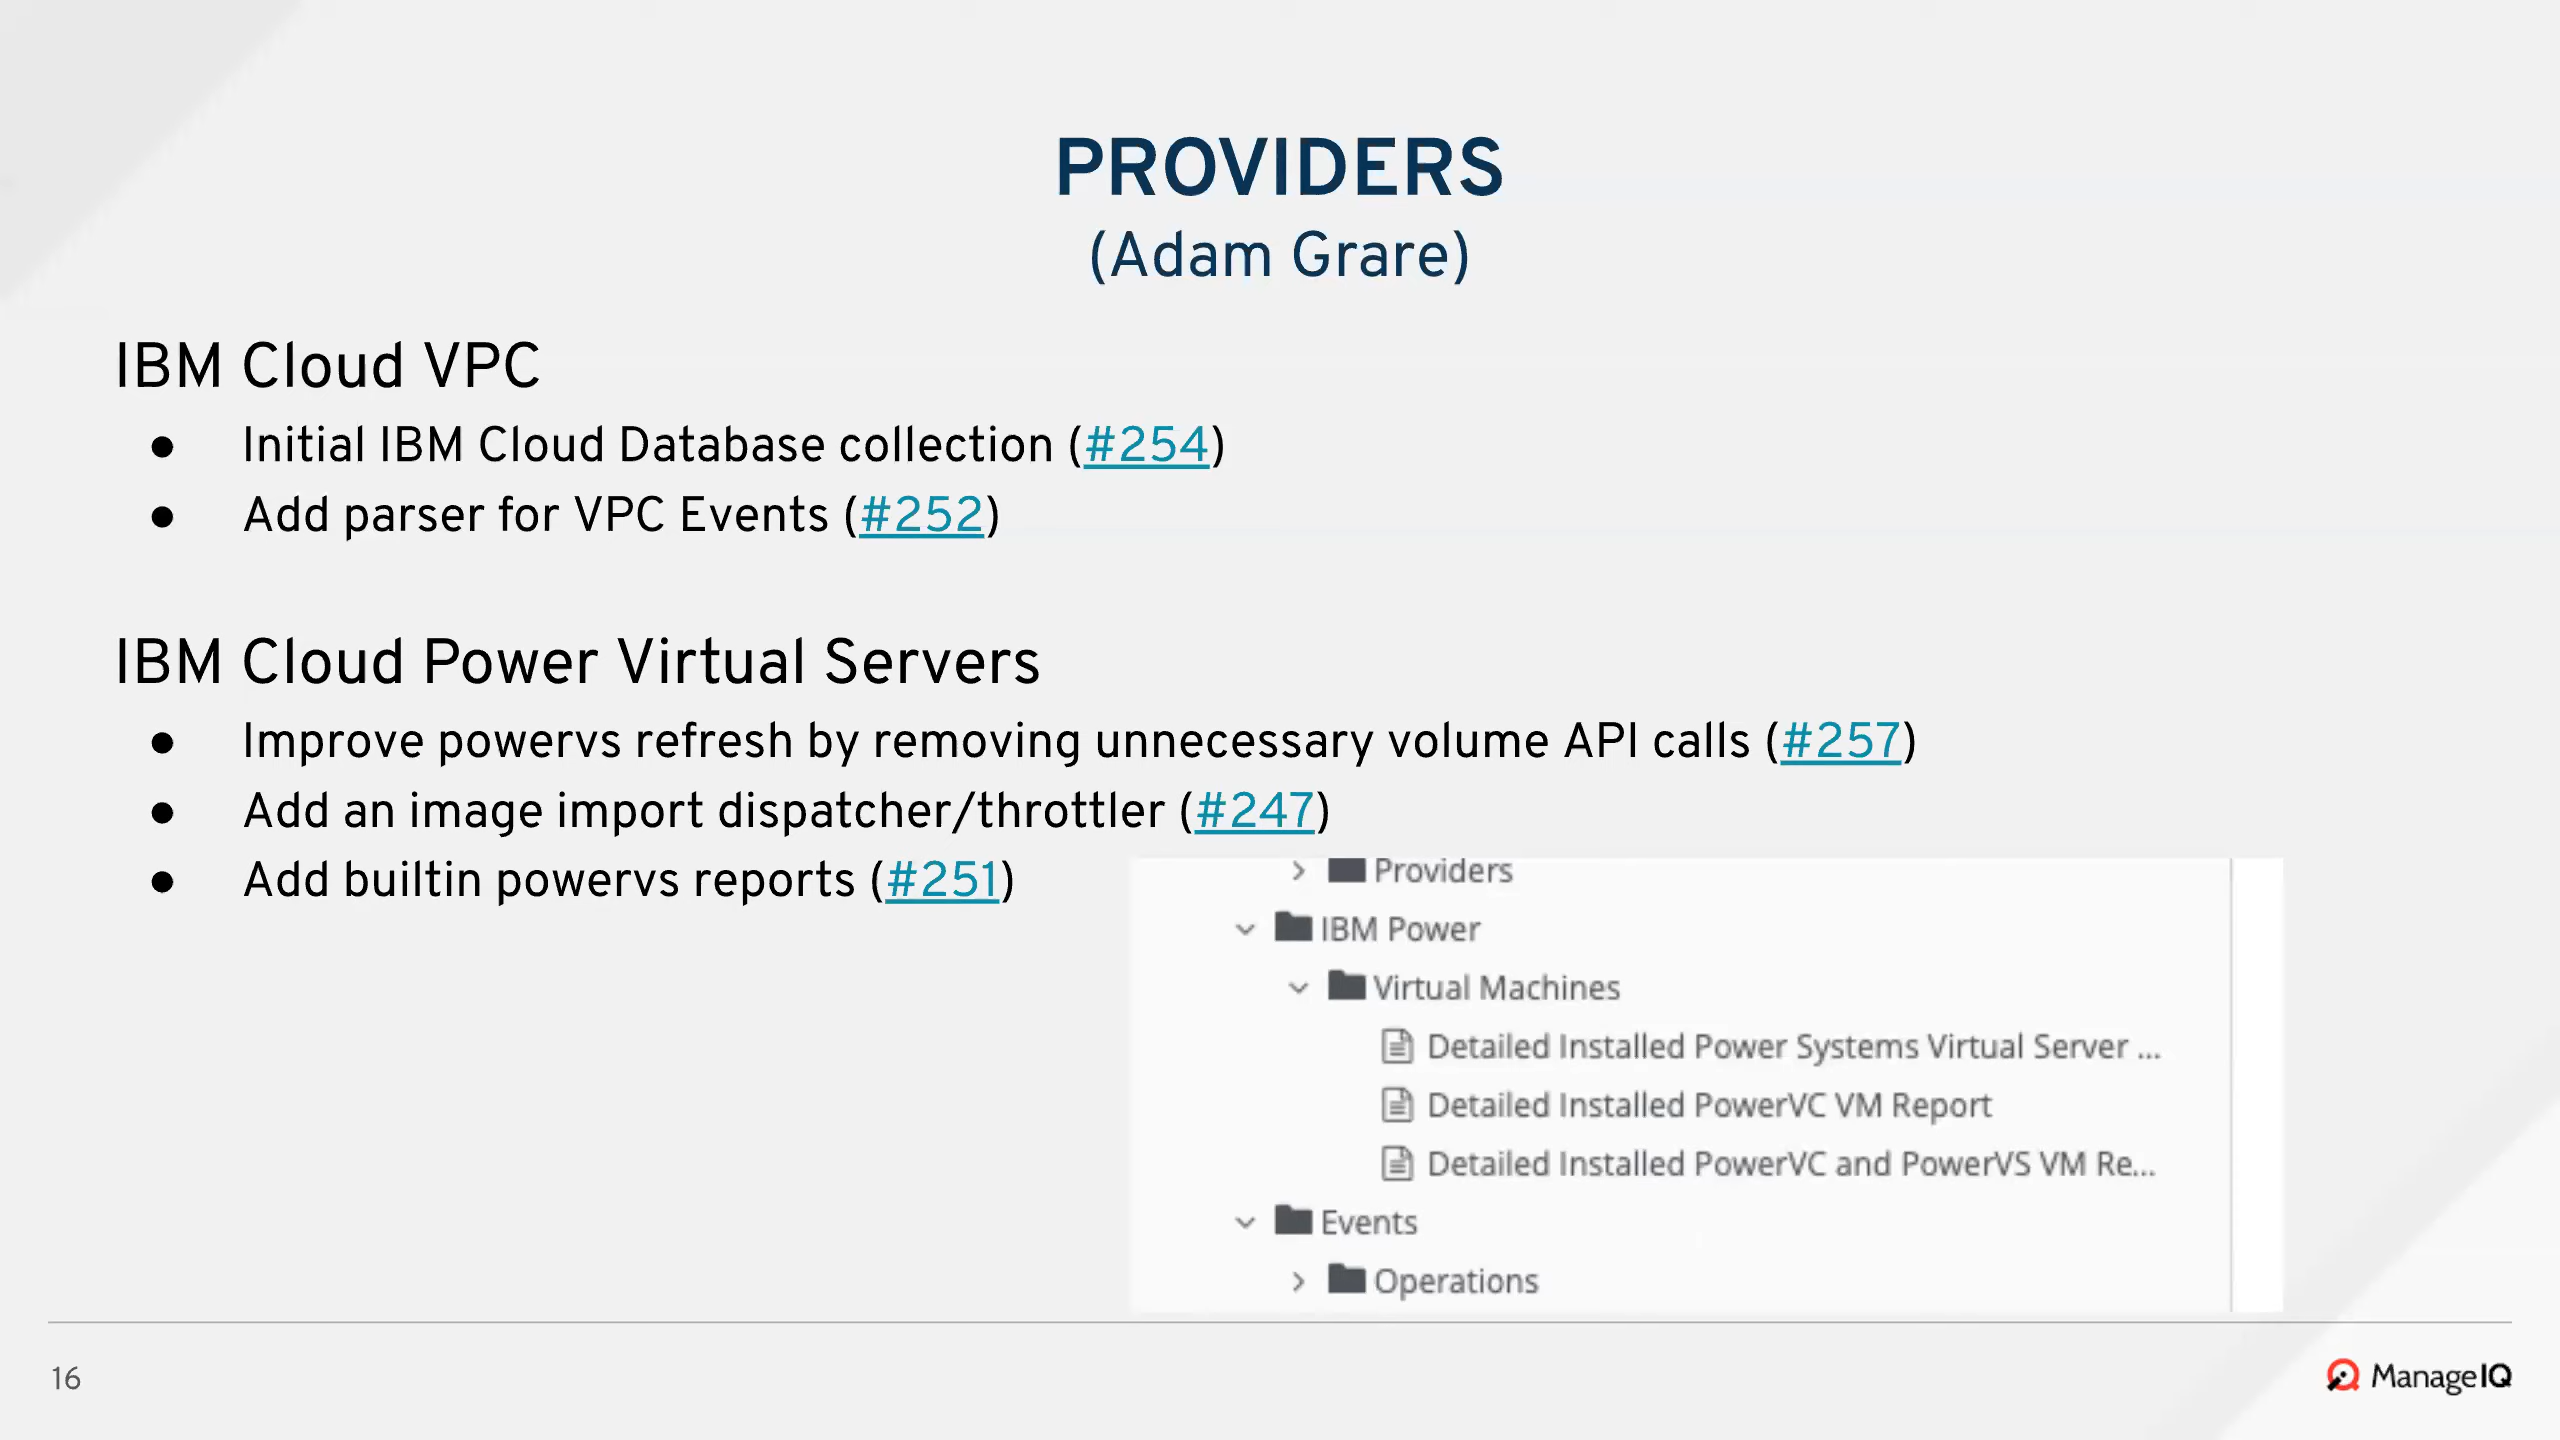 PROVIDERS
(Adam Grare)
IBM Cloud VPC
● Initial IBM Cloud Database collection (#254)
● Add parser for VPC Events (#252)
IBM Cloud Power Virtual Servers
● Improve powervs refresh by removing unnecessary volume API calls (#257)
● Add an image import dispatcher/throttler (#247)
● Add builtin powervs reports (#251)
Providers
IBM Power
Virtual Machines
Detailed Installed Power Systems Virtual Server ...
Detailed Installed PowerVC VM Report
Detailed Installed PowerVC and PowerVS VM Re...
Events
Operations
16
ManageIQ